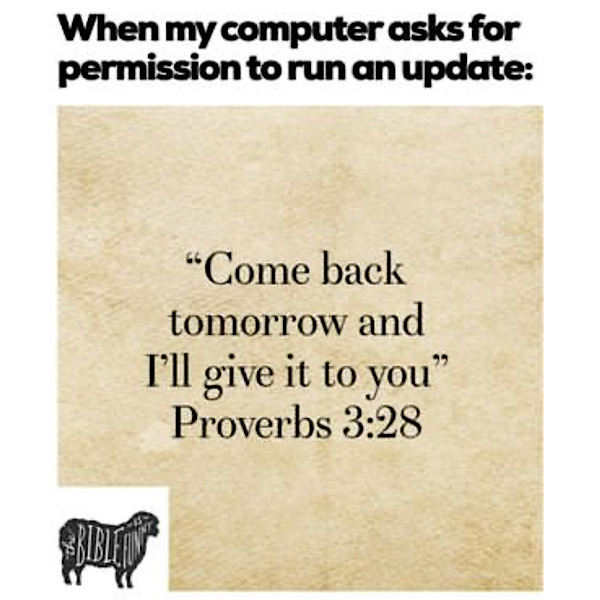 When my computer asks for
permission to run an update:
“Come back
tomorrow and
I’ll give it to you”
Proverbs 3:28
BIBLE